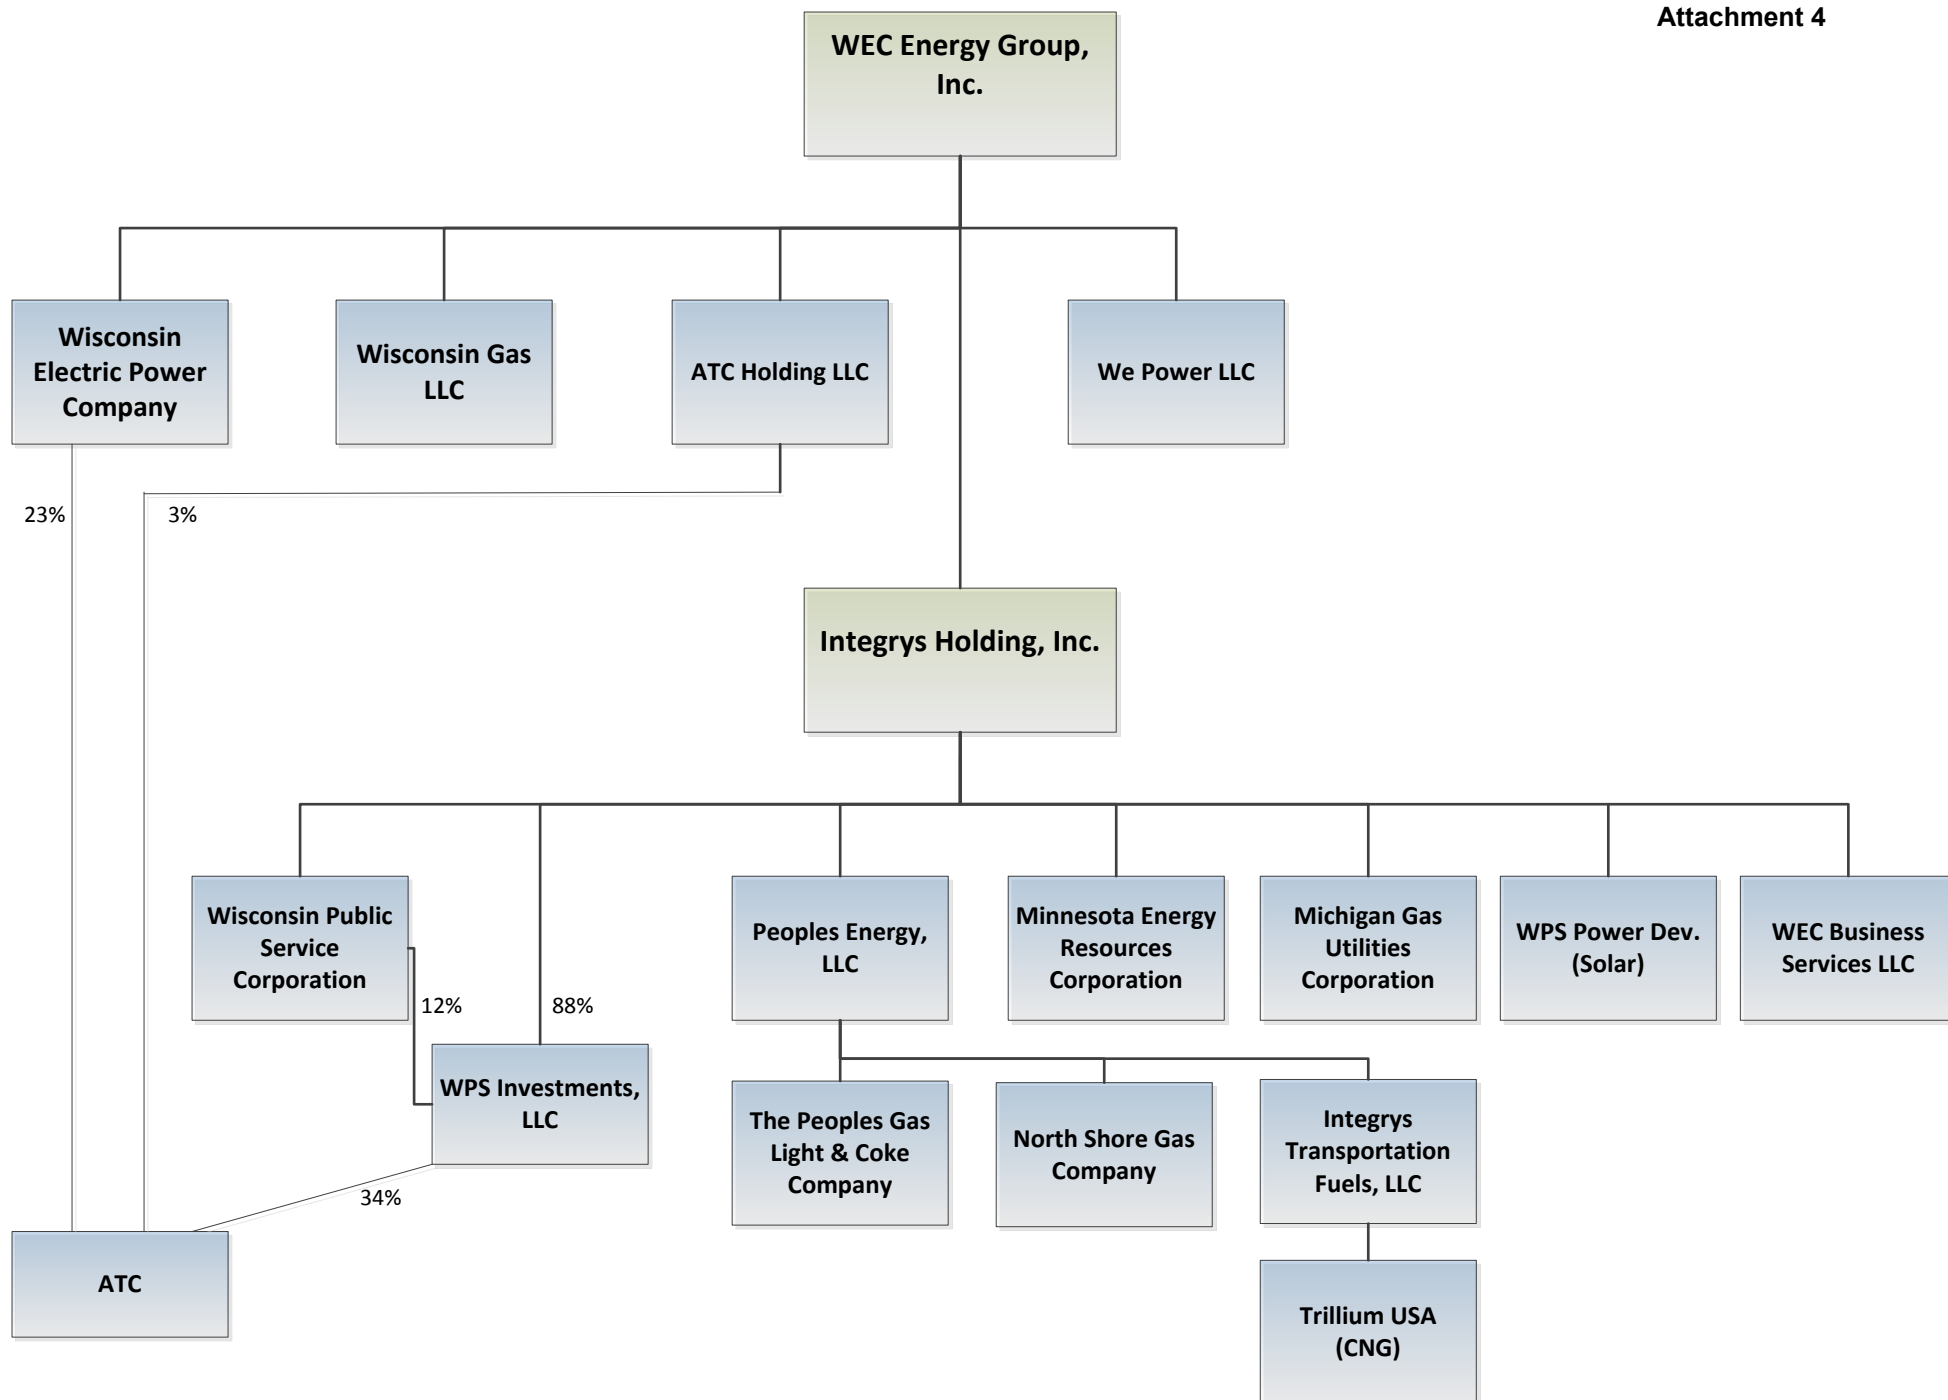 Attachment 4
WEC Energy Group,
Inc.
Wisconsin
Electric Power
Company
Wisconsin Gas
LLC
ATC Holding LLC
We Power LLC
23%
3%
Integrys Holding, Inc.
Wisconsin Public
Service
Corporation
Peoples Energy,
LLC
Minnesota Energy
Resources
Corporation
Michigan Gas
Utilities
Corporation
WPS Power Dev.
(Solar)
WEC Business
Services LLC
12%
88%
WPS Investments,
LLC
The Peoples Gas
Light & Coke
Company
North Shore Gas
Company
Integrys
Transportation
Fuels, LLC
34%
ATC
Trillium USA
(CNG)